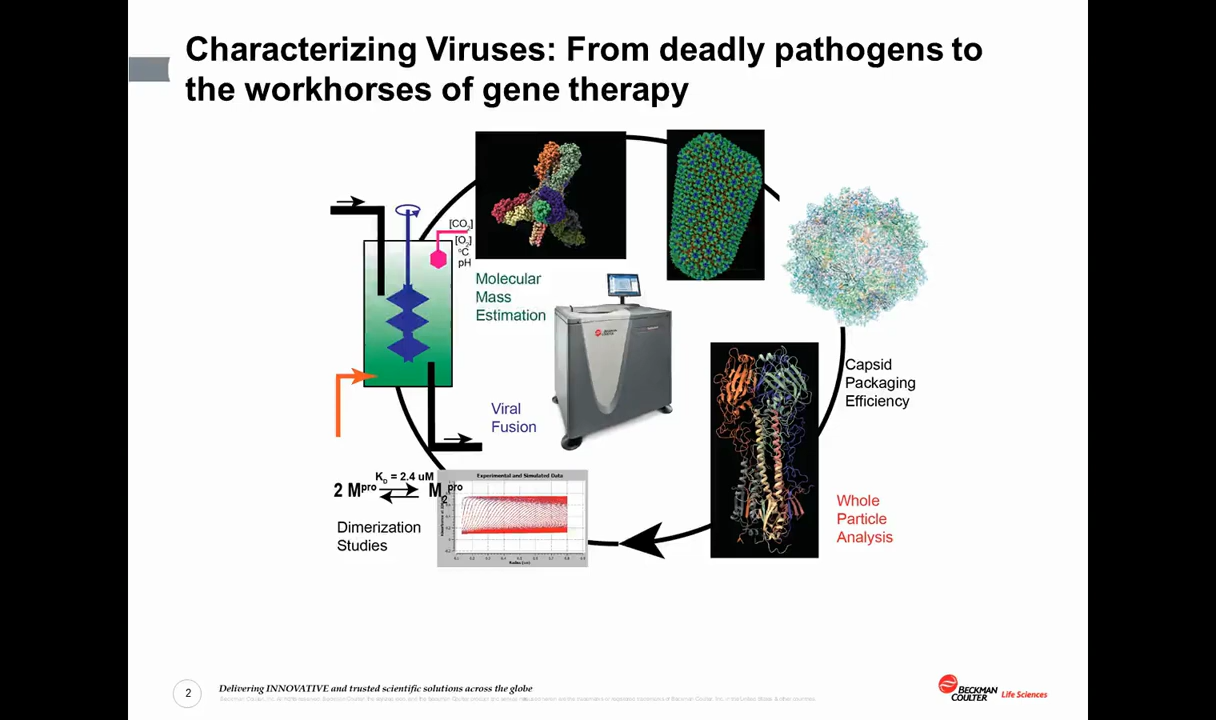 Characterizing Viruses: From deadly pathogens to
the workhorses of gene therapy
[CO2]
[O2]
°C
pH
Molecular
Mass
Estimation
BECKMAN
COULTER
Capsid
Packaging
Efficiency
Viral
Fusion
KD = 2.4 uM
2 Mpro M2pro
Dimerization
Studies
Experimental and Simulated Data
Whole
Particle
Analysis
2
Delivering INNOVATIVE and trusted scientific solutions across the globe
BECKMAN
COULTER Life Sciences